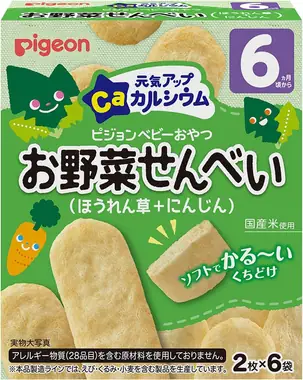 pigeon
6
ヵ月
頃から
元気アップ
Caカルシウム
ピジョンベビーおやつ
お野菜せんべい
(ほうれん草+にんじん)
国産米使用
ソフトでかる〜い
くちどけ
実物大写真
アレルギー物質(28品目)を含む原材料を使用しておりません。
※本品製造ラインでは、えび・くるみ・小麦を含む製品を生産しています。
2枚×6袋